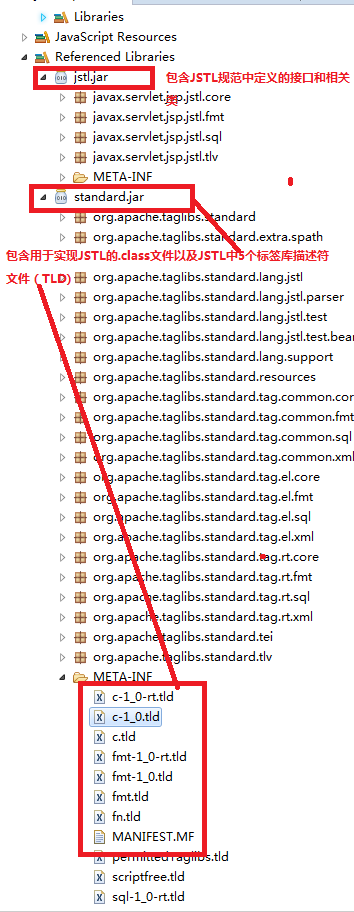 Libraries
JavaScript Resources
Referenced Libraries
jstl.jar
包含JSTL规范中定义的接口和相关
类
javax.servlet.jsp.jstl.core
javax.servlet.jsp.jstl.fmt
javax.servlet.jsp.jstl.sql
javax.servlet.jsp.jstl.tlv
META-INF
standard.jar
org.apache.taglibs.standard
org.apache.taglibs.standard.extra.spath
包含用于实现JSTL的.class文件以及JSTL中5个标签库描述符
文件（TLD）
org.apache.taglibs.standard.lang.jstl
org.apache.taglibs.standard.lang.jstl.parser
org.apache.taglibs.standard.lang.jstl.test
org.apache.taglibs.standard.lang.jstl.test.bear
org.apache.taglibs.standard.lang.support
org.apache.taglibs.standard.resources
org.apache.taglibs.standard.tag.common.cor
org.apache.taglibs.standard.tag.common.fmt
org.apache.taglibs.standard.tag.common.sql
org.apache.taglibs.standard.tag.common.xml
org.apache.taglibs.standard.tag.el.core
org.apache.taglibs.standard.tag.el.fmt
org.apache.taglibs.standard.tag.el.sql
org.apache.taglibs.standard.tag.el.xml
org.apache.taglibs.standard.tag.rt.core
org.apache.taglibs.standard.tag.rt.fmt
org.apache.taglibs.standard.tag.rt.sql
org.apache.taglibs.standard.tag.rt.xml
org.apache.taglibs.standard.tei
org.apache.taglibs.standard.tlv
META-INF
c-1_0-rt.tld
c-1_0.tld
c.tld
fmt-1_0-rt.tld
fmt-1_0.tld
fmt.tld
fn.tld
MANIFEST.MF
permittedTaglibs.tld
scriptfree.tld
sql-1_0-rt.tld